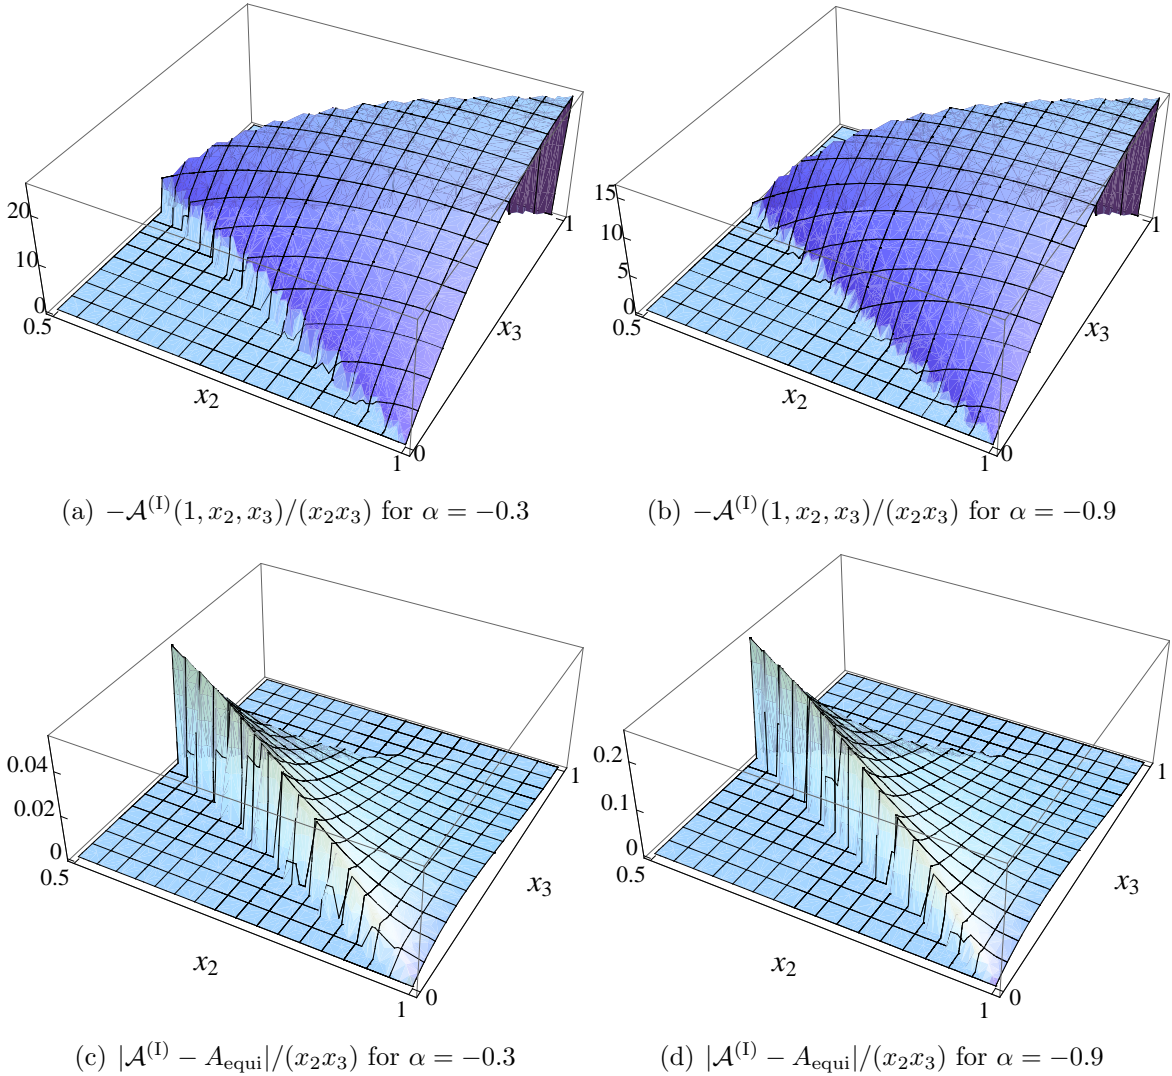 20
10
0
0.5
x₂
1
0
x₃
1
15
10
5
0
0.5
x₂
1
0
x₃
1
(a) −𝒜^(I)(1, x₂, x₃)/(x₂x₃) for α = −0.3
(b) −𝒜^(I)(1, x₂, x₃)/(x₂x₃) for α = −0.9
0.04
0.02
0
0.5
x₂
1
0
x₃
1
0.2
0.1
0
0.5
x₂
1
0
x₃
1
(c) |𝒜^(I) − A_equi|/(x₂x₃) for α = −0.3
(d) |𝒜^(I) − A_equi|/(x₂x₃) for α = −0.9